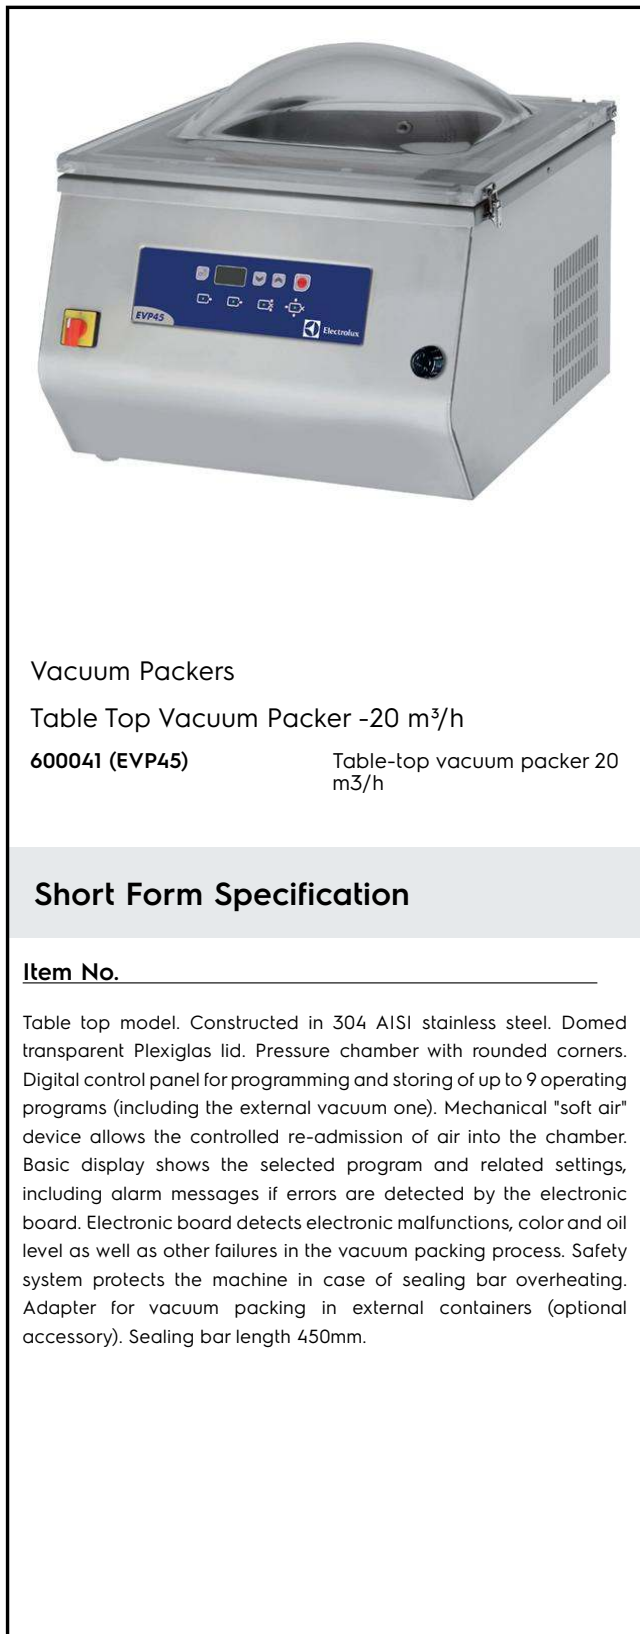 EVP45
Electrolux
Vacuum Packers
Table Top Vacuum Packer -20 m³/h
600041 (EVP45)
Table-top vacuum packer 20
m3/h
Short Form Specification
Item No.
Table top model. Constructed in 304 AISI stainless steel. Domed
transparent Plexiglas lid. Pressure chamber with rounded corners.
Digital control panel for programming and storing of up to 9 operating
programs (including the external vacuum one). Mechanical "soft air"
device allows the controlled re-admission of air into the chamber.
Basic display shows the selected program and related settings,
including alarm messages if errors are detected by the electronic
board. Electronic board detects electronic malfunctions, color and oil
level as well as other failures in the vacuum packing process. Safety
system protects the machine in case of sealing bar overheating.
Adapter for vacuum packing in external containers (optional
accessory). Sealing bar length 450mm.